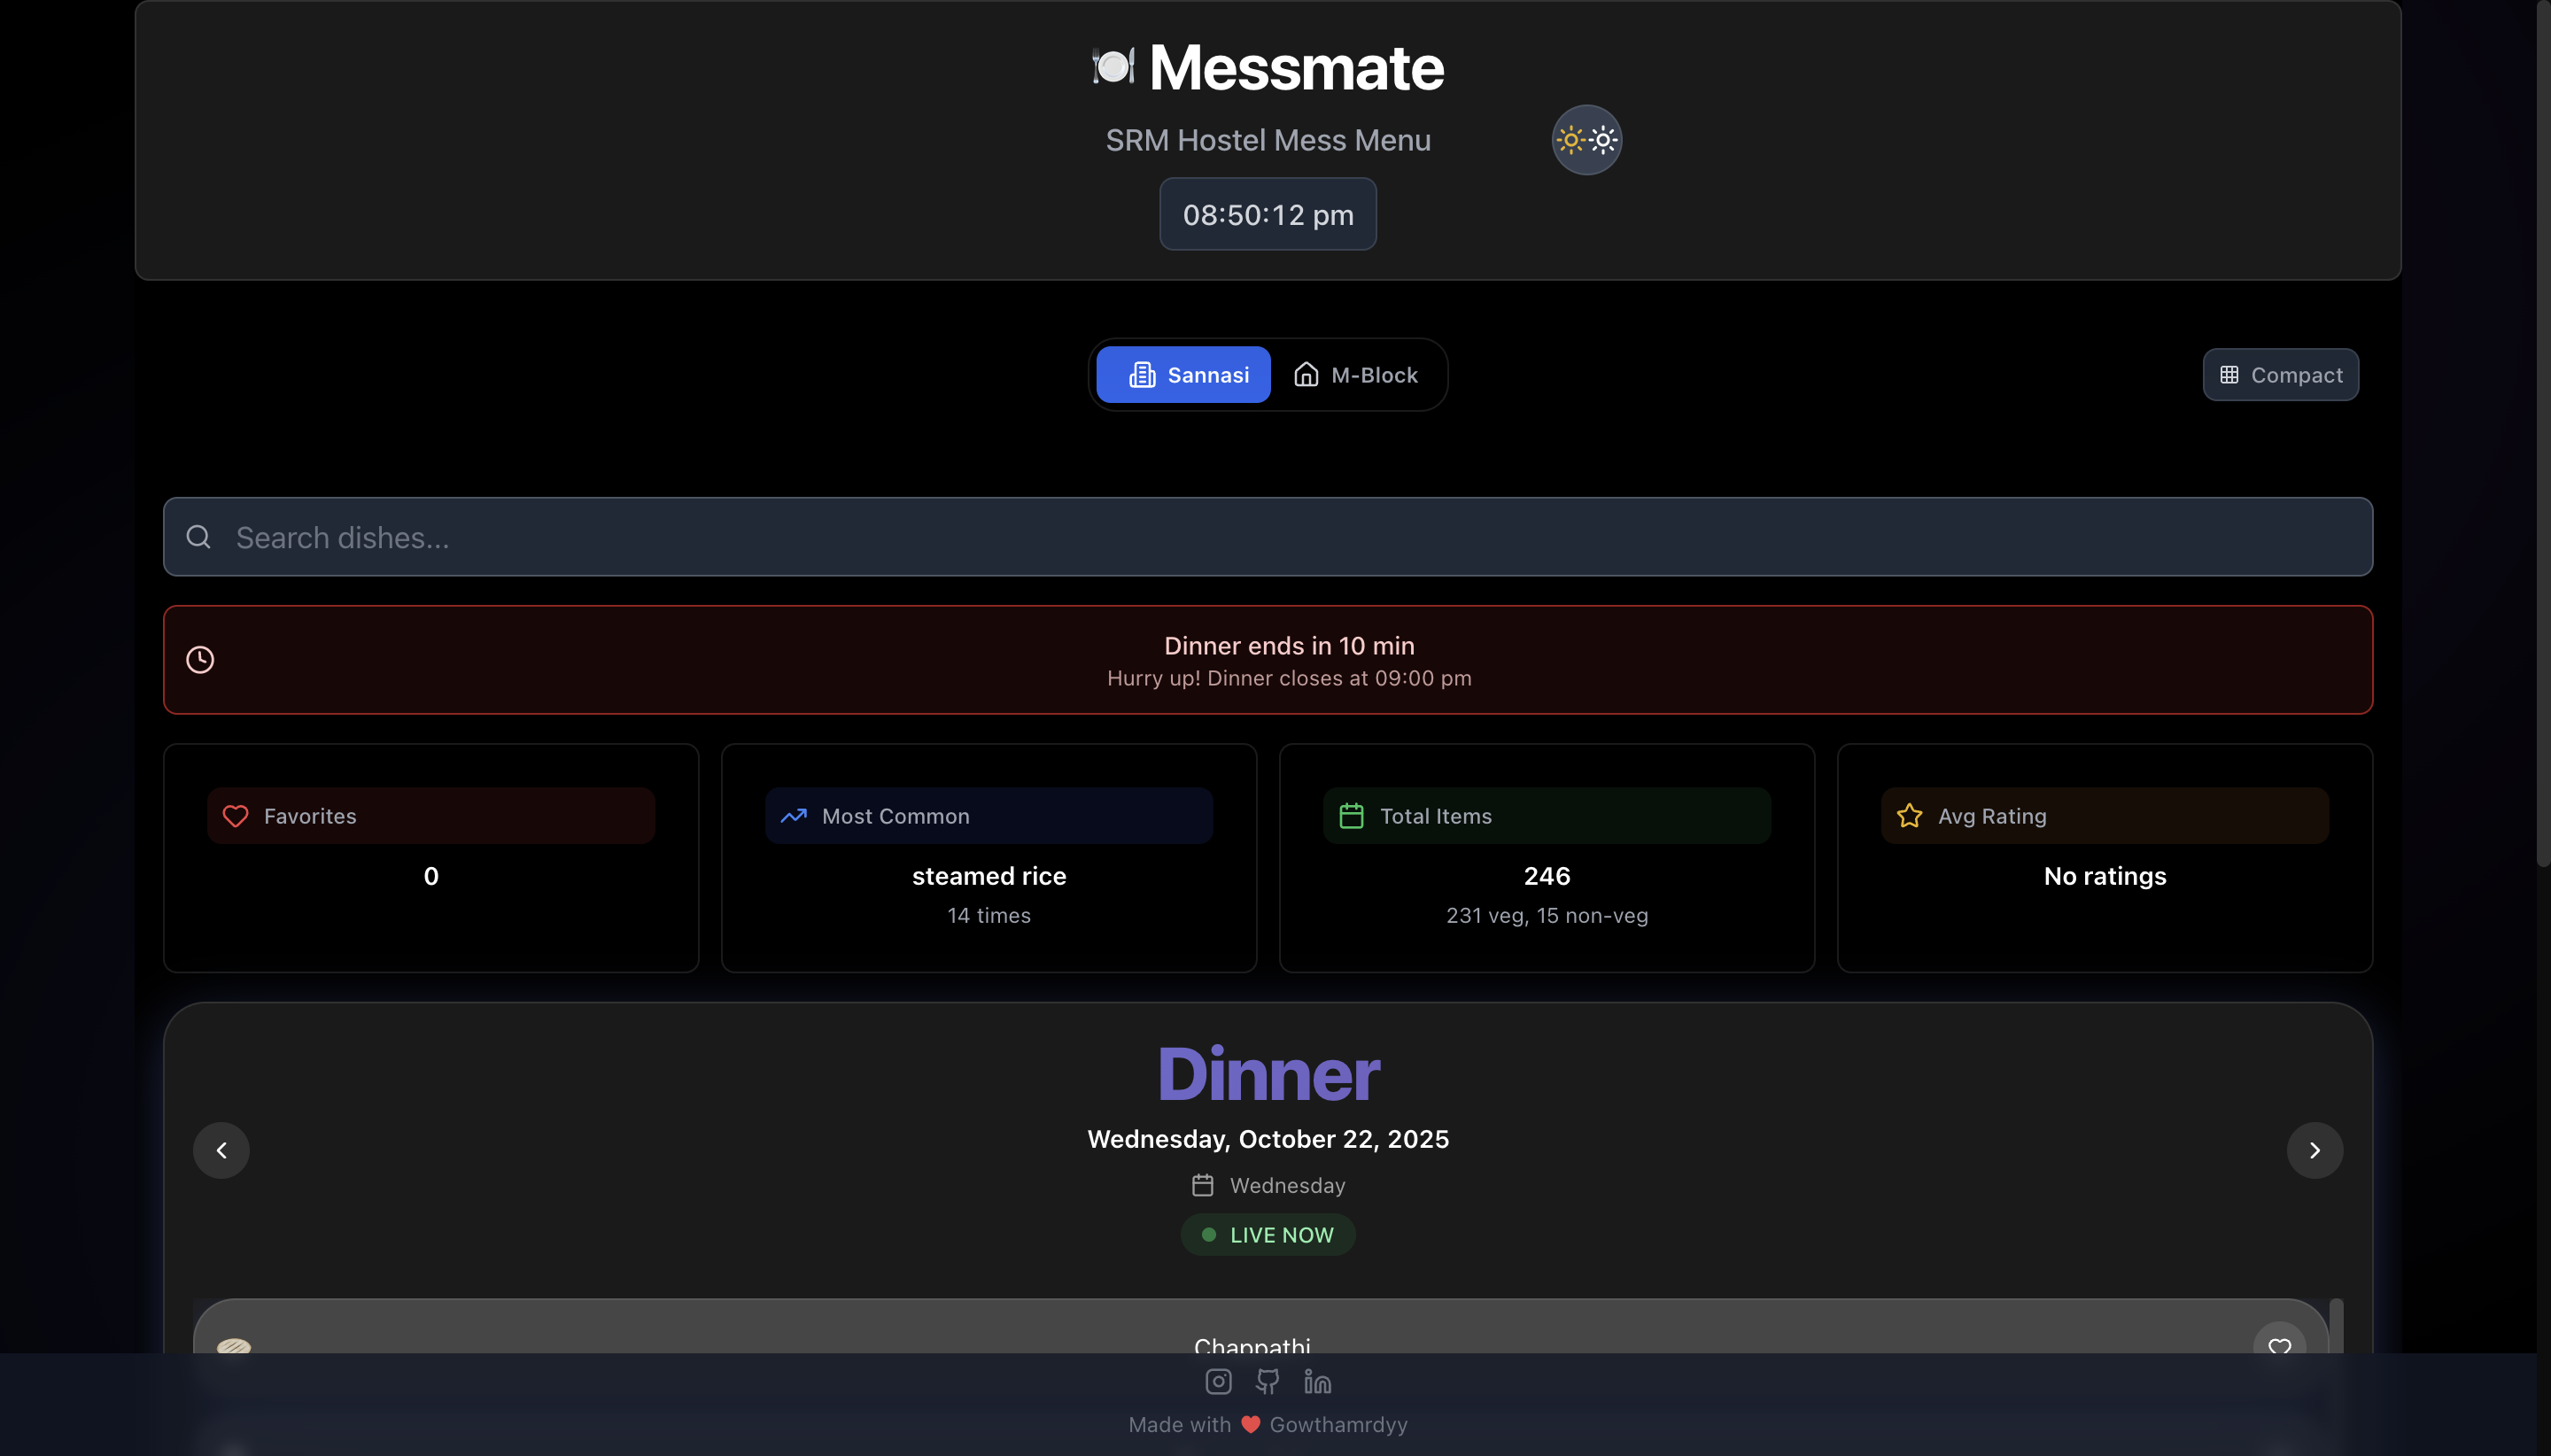 Messmate
SRM Hostel Mess Menu
08:50:12 pm
Sannasi
M-Block
Compact
Search dishes...
Dinner ends in 10 min
Hurry up! Dinner closes at 09:00 pm
Favorites
0
Most Common
steamed rice
14 times
Total Items
246
231 veg, 15 non-veg
Avg Rating
No ratings
Dinner
Wednesday, October 22, 2025
Wednesday
LIVE NOW
Chappathi
Made with ❤️ Gowthamrdyy